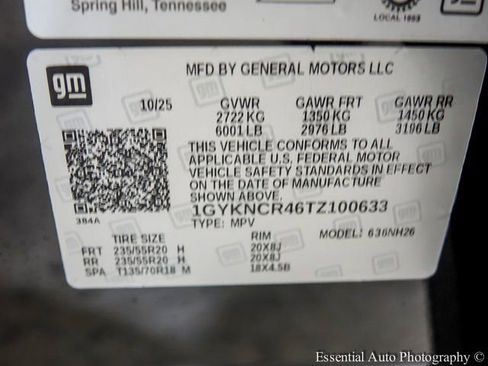 Spring Hill, Tennessee
LOCAL 1853
gm
MFD BY GENERAL MOTORS LLC
10/25 GVWR GAWR FRT GAWR RR
2722 KG 1350 KG 1450 KG
6001 LB 2976 LB 3196 LB
THIS VEHICLE CONFORMS TO ALL
APPLICABLE U.S. FEDERAL MOTOR
VEHICLE SAFETY STANDARDS IN EFFECT
ON THE DATE OF MANUFACTURE
SHOWN ABOVE.
1GYKNCR46TZ100633
TYPE: MPV MODEL: 636NH26
384A
TIRE SIZE RIM
FRT 235/55R20 H 20X8J
RR 235/55R20 H 20X8J
SPA T135/70R18 M 18X4.5B
Essential Auto Photography ©